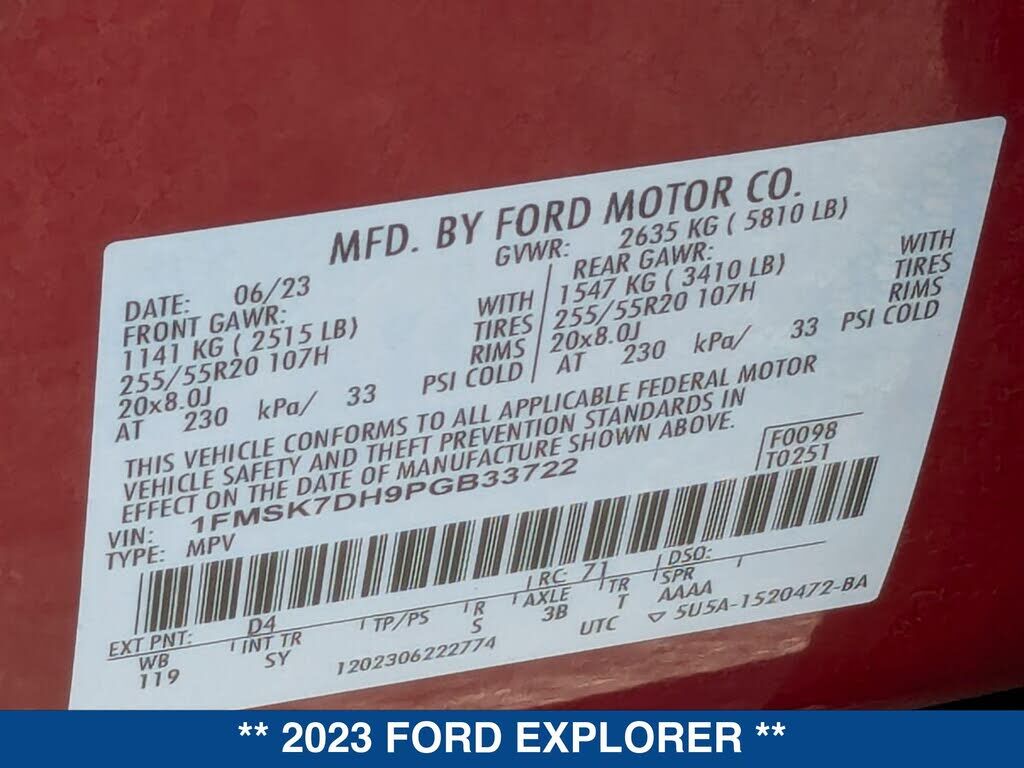 MFD. BY FORD MOTOR CO.
DATE: 06/23 GVWR: 2635 KG ( 5810 LB)
FRONT GAWR: REAR GAWR:
1141 KG ( 2515 LB) WITH 1547 KG ( 3410 LB) WITH
255/55R20 107H TIRES 255/55R20 107H TIRES
20x8.0J RIMS 20x8.0J RIMS
AT 230 kPa/ 33 PSI COLD AT 230 kPa/ 33 PSI COLD
THIS VEHICLE CONFORMS TO ALL APPLICABLE FEDERAL MOTOR
VEHICLE SAFETY AND THEFT PREVENTION STANDARDS IN
EFFECT ON THE DATE OF MANUFACTURE SHOWN ABOVE.
F0098
VIN: 1FMSK7DH9PGB33722 T0251
TYPE: MPV
EXT PNT: D4 RC: 71 DSO:
WB INT TR TP/PS R AXLE TR SPR
119 SY S 3B T AAAA
1202306222774 UTC ▽ 5U5A-1520472-BA
** 2023 FORD EXPLORER **